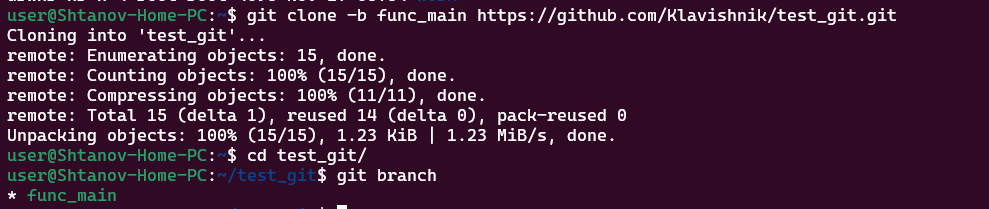 user@Shtanov-Home-PC:~$ git clone -b func_main https://github.com/Klavishnik/test_git.git
Cloning into 'test_git'...
remote: Enumerating objects: 15, done.
remote: Counting objects: 100% (15/15), done.
remote: Compressing objects: 100% (11/11), done.
remote: Total 15 (delta 1), reused 14 (delta 0), pack-reused 0
Unpacking objects: 100% (15/15), 1.23 KiB | 1.23 MiB/s, done.
user@Shtanov-Home-PC:~$ cd test_git/
user@Shtanov-Home-PC:~/test_git$ git branch
* func_main